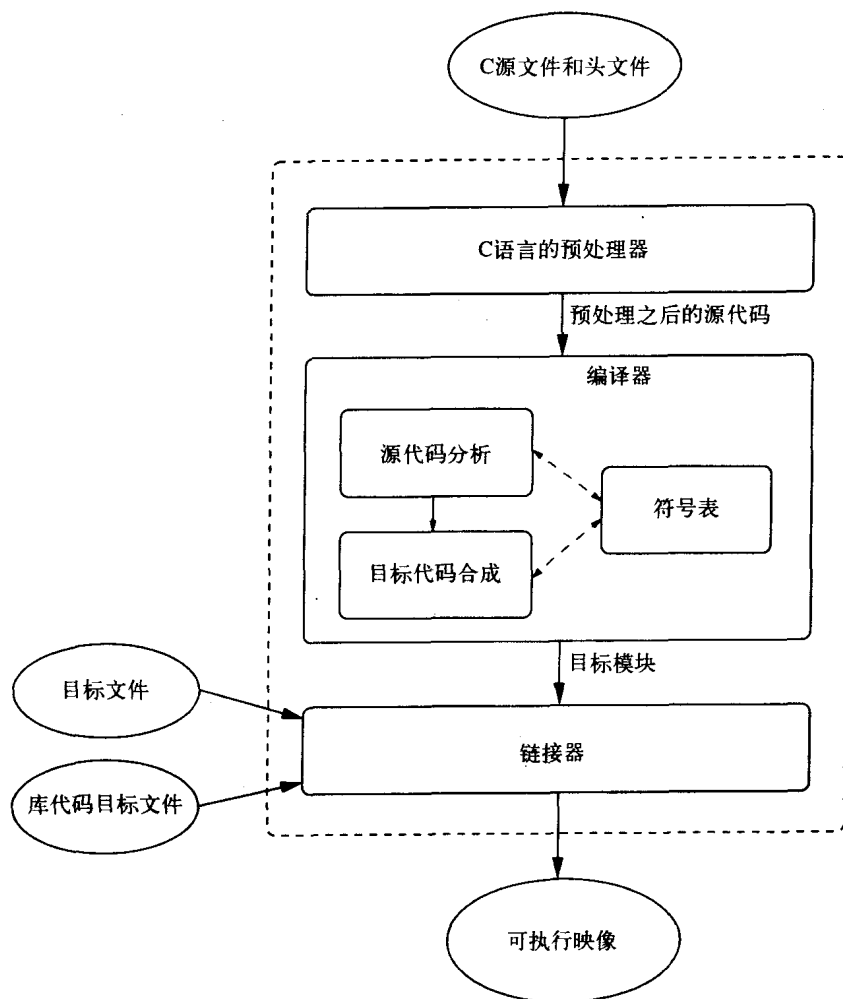 C源文件和头文件
C语言的预处理器
预处理之后的源代码
编译器
源代码分析
符号表
目标代码合成
目标模块
目标文件
链接器
库代码目标文件
可执行映像